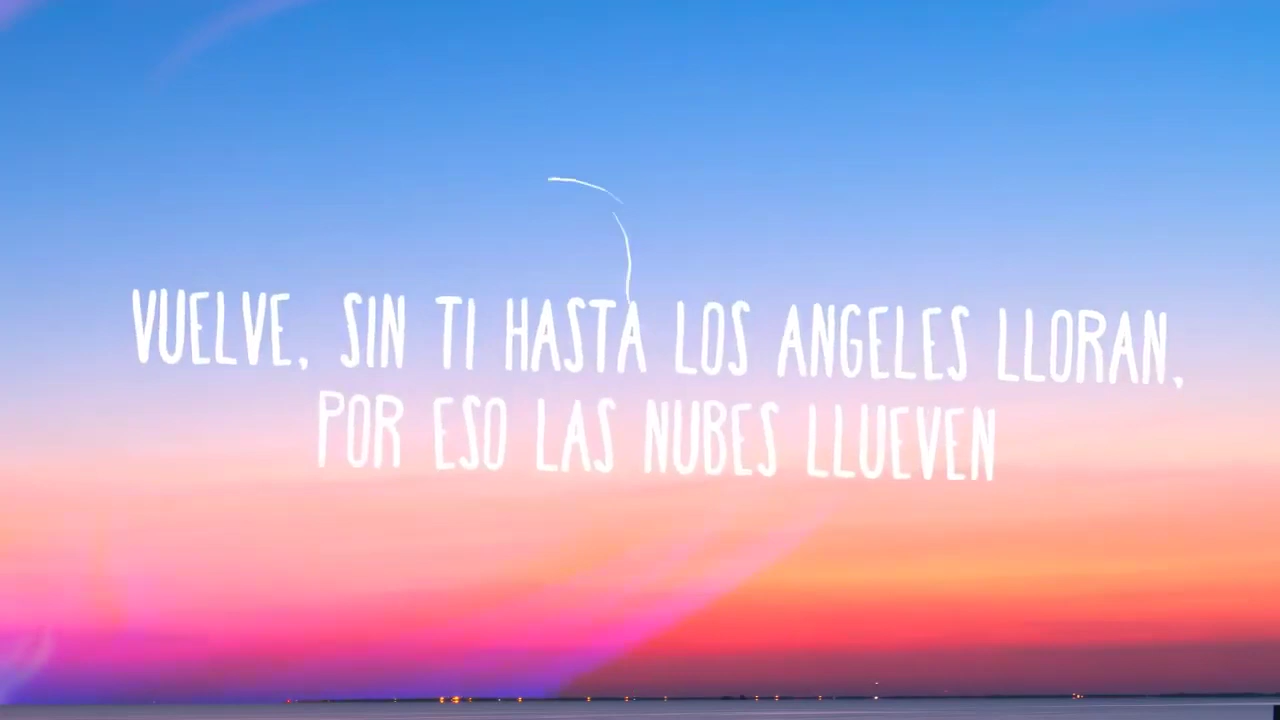 VUELVE, SIN TI HASTA LOS ANGELES LLORAN,
POR ESO LAS NUBES LLUEVEN